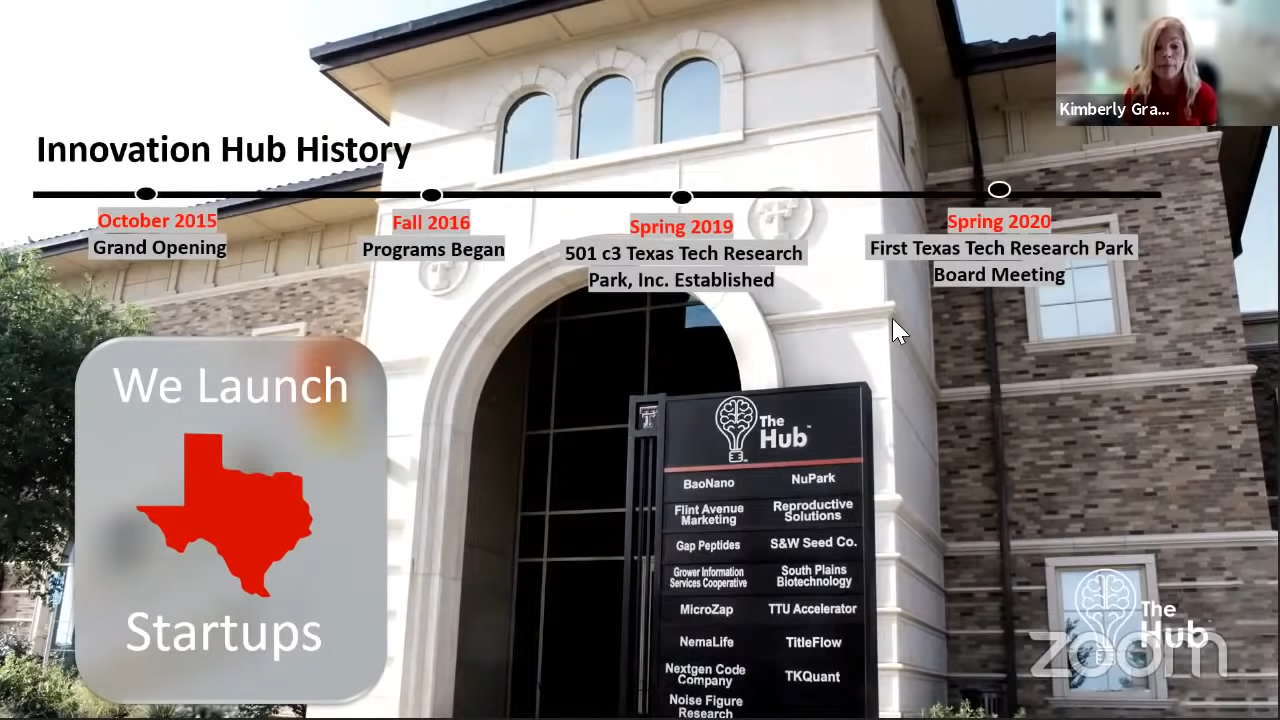 Kimberly Gra...
Innovation Hub History
October 2015
Grand Opening
Fall 2016
Programs Began
Spring 2019
501 c3 Texas Tech Research
Park, Inc. Established
Spring 2020
First Texas Tech Research Park
Board Meeting
We Launch
Startups
The
Hub™
BaoNano
Flint Avenue
Marketing
Gap Peptides
Grower Information
Services Cooperative
MicroZap
NemaLife
Nextgen Code
Company
Noise Figure
Research
NuPark
Reproductive
Solutions
S&W Seed Co.
South Plains
Biotechnology
TTU Accelerator
TitleFlow
TKQuant
The
Hub
zoom